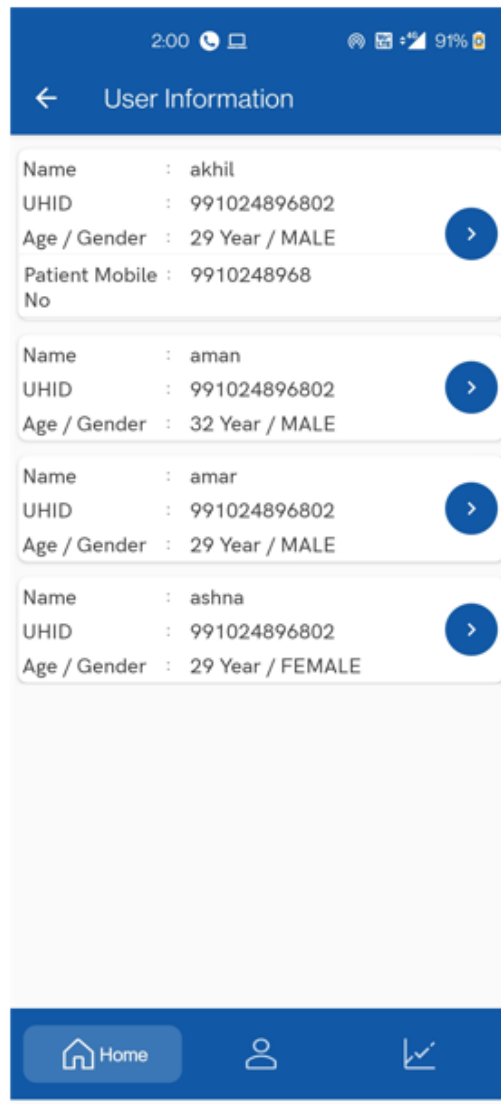 2:00 91%
User Information
Name : akhil
UHID : 991024896802
Age / Gender : 29 Year / MALE
Patient Mobile : 9910248968
No
Name : aman
UHID : 991024896802
Age / Gender : 32 Year / MALE
Name : amar
UHID : 991024896802
Age / Gender : 29 Year / MALE
Name : ashna
UHID : 991024896802
Age / Gender : 29 Year / FEMALE
Home